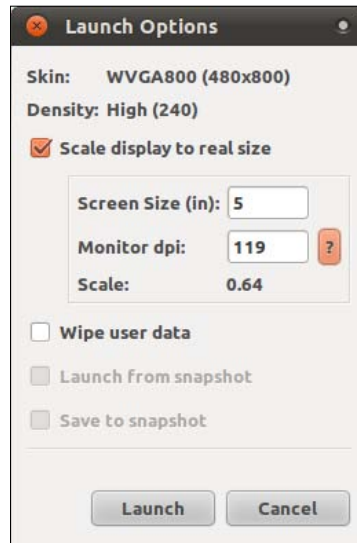 Launch Options
Skin: WVGA800 (480x800)
Density: High (240)
Scale display to real size
Screen Size (in): 5
Monitor dpi: 119 ?
Scale: 0.64
Wipe user data
Launch from snapshot
Save to snapshot
Launch Cancel